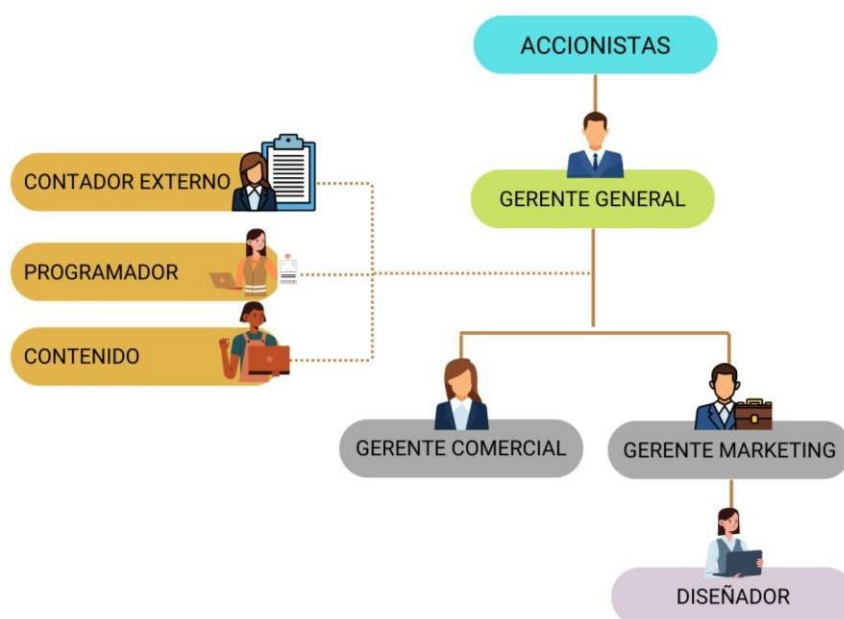 ACCIONISTAS
GERENTE GENERAL
CONTADOR EXTERNO
PROGRAMADOR
CONTENIDO
GERENTE COMERCIAL
GERENTE MARKETING
DISEÑADOR